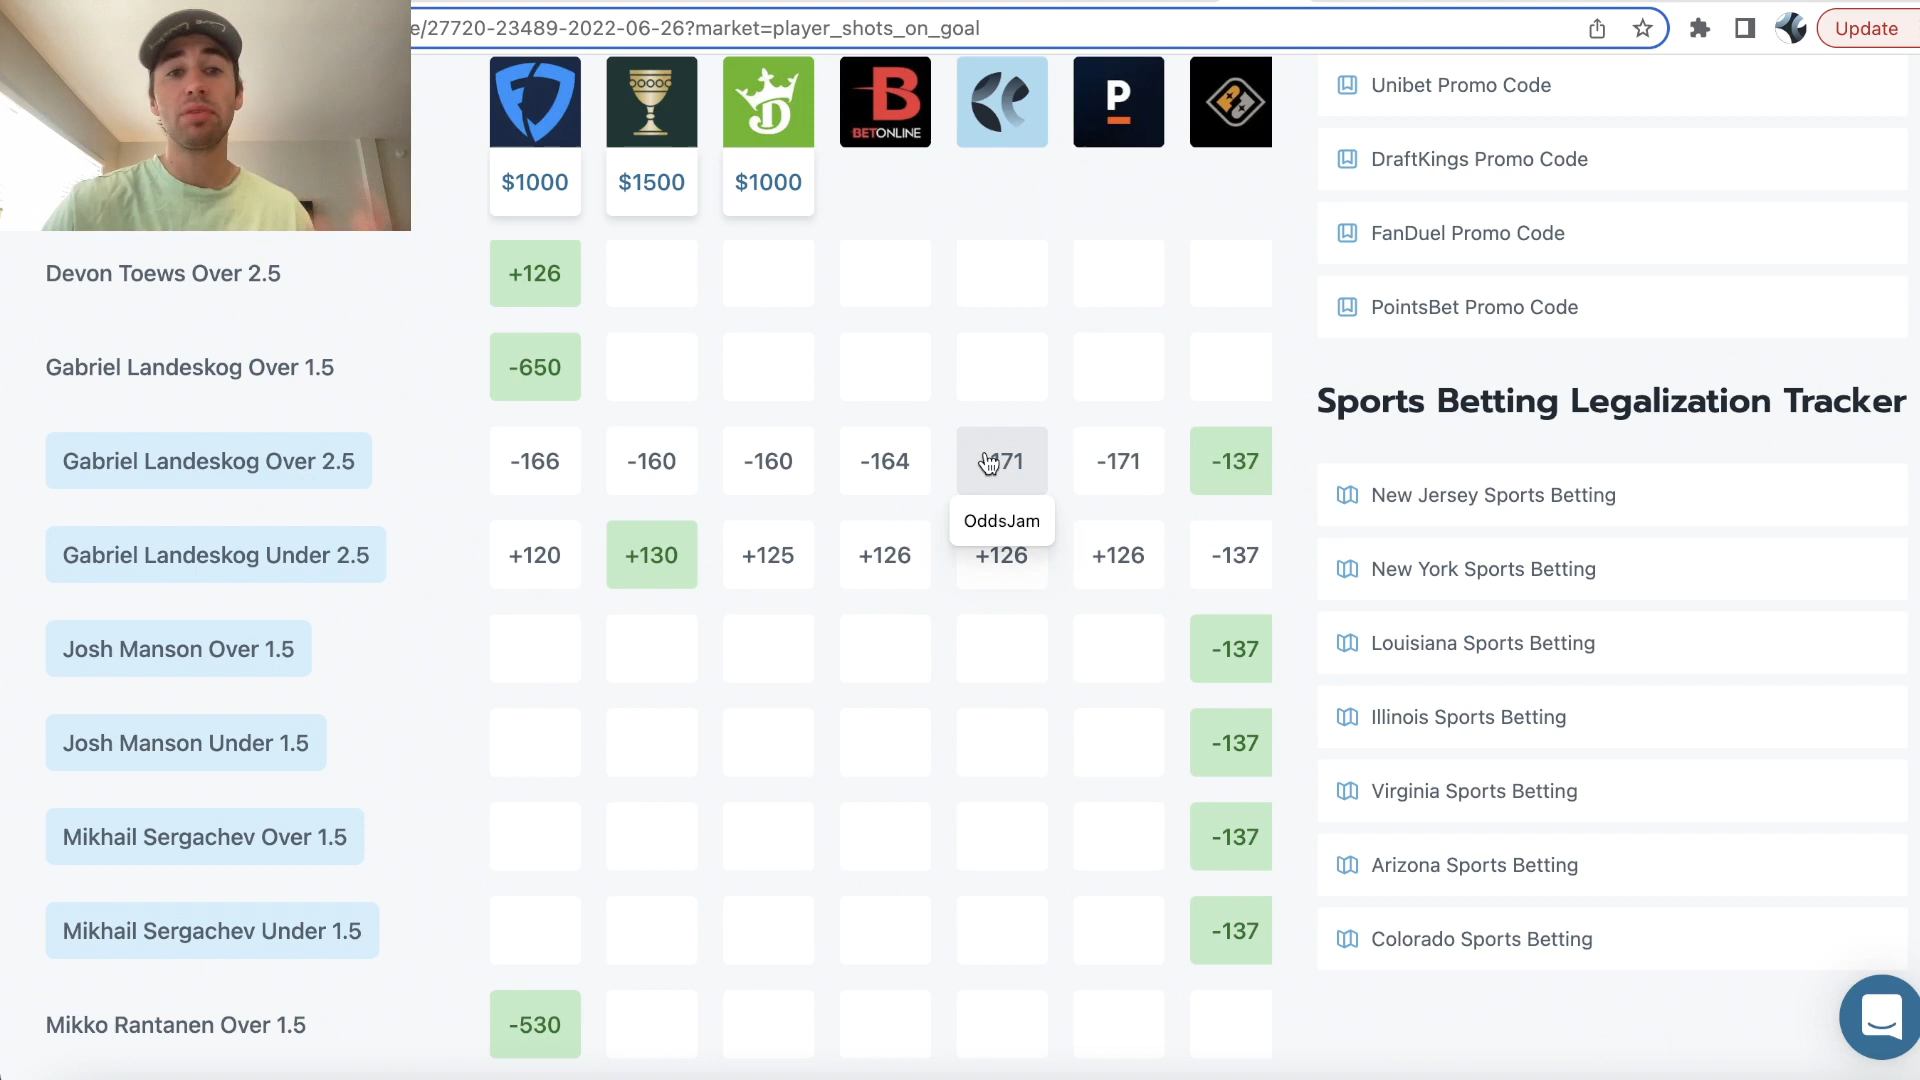 e/27720-23489-2022-06-26?market=player_shots_on_goal
Update
BETONLINE
P
$1000 $1500 $1000
Devon Toews Over 2.5 +126
Gabriel Landeskog Over 1.5 -650
Gabriel Landeskog Over 2.5 -166 -160 -160 -164 -171 -137
OddsJam
Gabriel Landeskog Under 2.5 +120 +130 +125 +126 +126 +126 -137
Josh Manson Over 1.5 -137
Josh Manson Under 1.5 -137
Mikhail Sergachev Over 1.5 -137
Mikhail Sergachev Under 1.5 -137
Mikko Rantanen Over 1.5 -530
Unibet Promo Code
DraftKings Promo Code
FanDuel Promo Code
PointsBet Promo Code
Sports Betting Legalization Tracker
New Jersey Sports Betting
New York Sports Betting
Louisiana Sports Betting
Illinois Sports Betting
Virginia Sports Betting
Arizona Sports Betting
Colorado Sports Betting